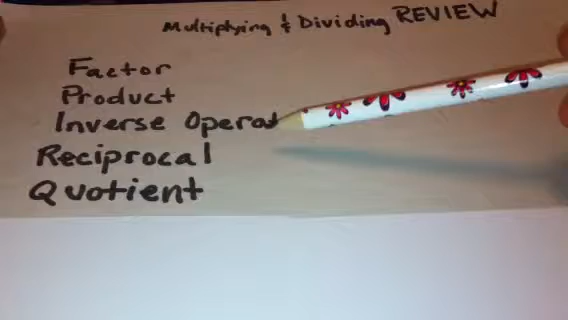 Multiplying & Dividing REVIEW
Factor
Product
Inverse Operat
Reciprocal
Quotient